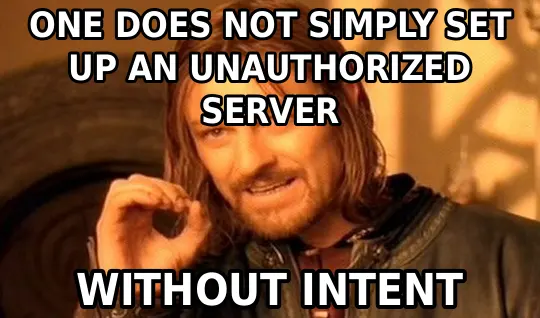 ONE DOES NOT SIMPLY SET
UP AN UNAUTHORIZED
SERVER
WITHOUT INTENT